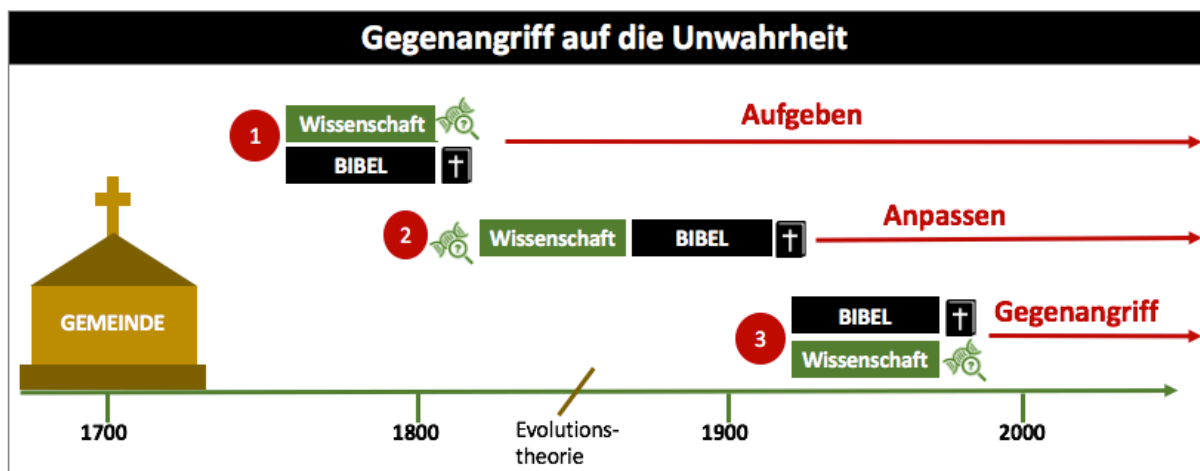 Gegenangriff auf die Unwahrheit
1
Wissenschaft
?
BIBEL
Aufgeben
2
?
Wissenschaft
BIBEL
Anpassen
GEMEINDE
3
BIBEL
Wissenschaft
?
Gegenangriff
1700
1800
Evolutions-
theorie
1900
2000